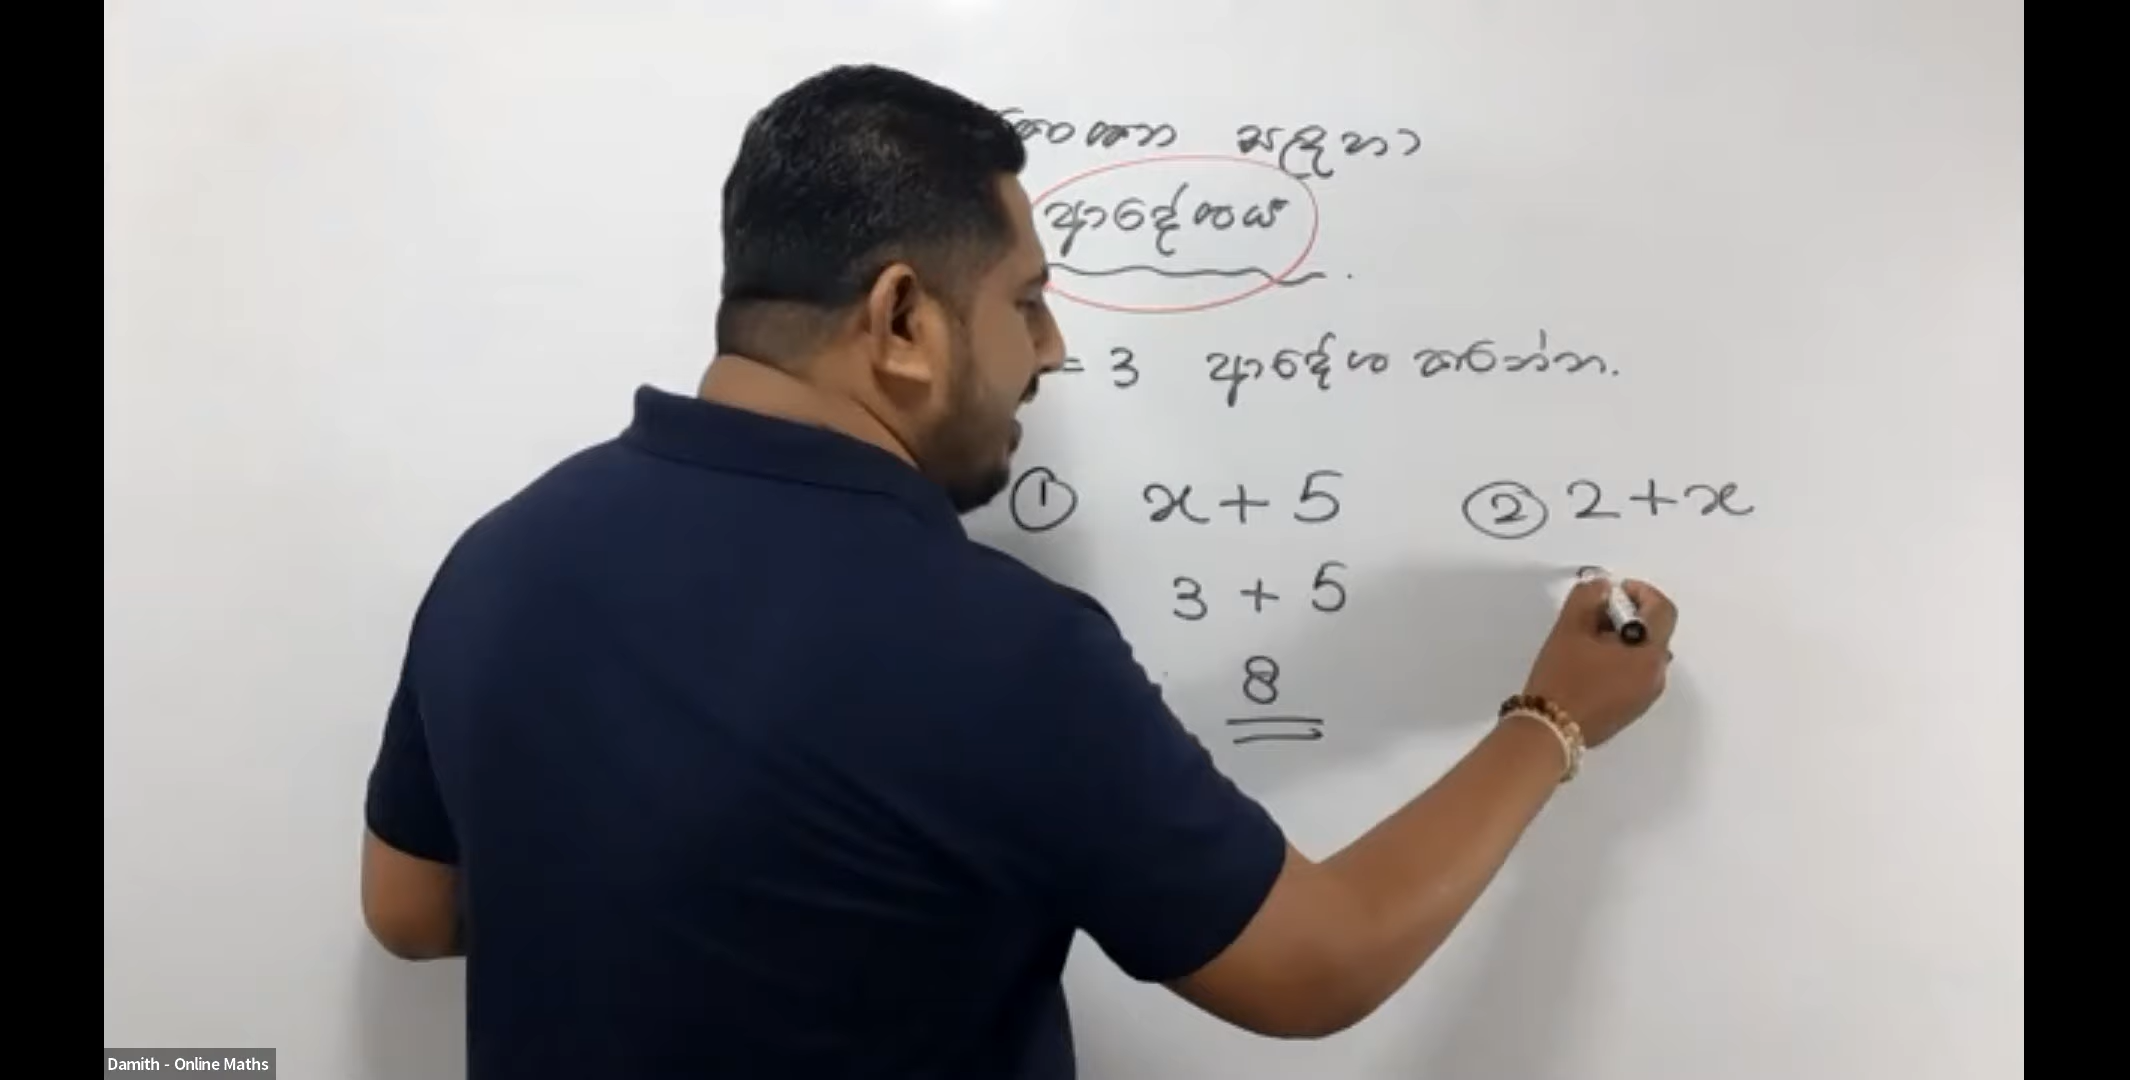 සඳහා
ආදේශය
= 3 ආදේශ කරන්න.
① x + 5 ② 2 + x
3 + 5
8
Damith - Online Maths